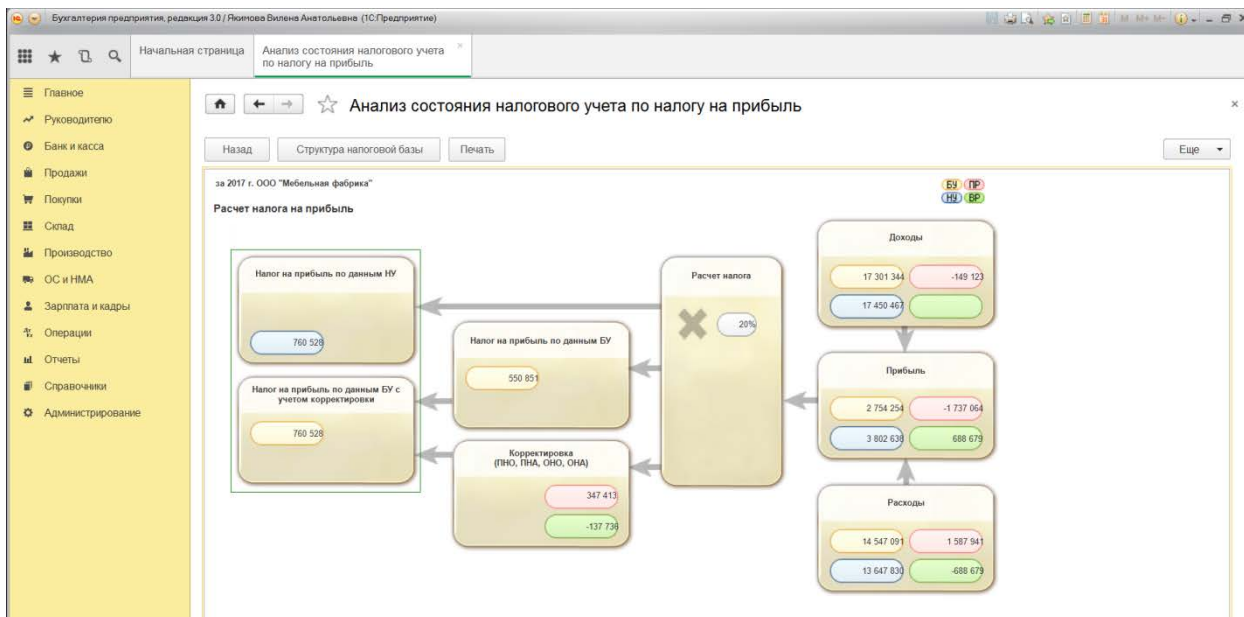 Бухгалтерия предприятия, редакция 3.0 / Якимова Вилена Анатольевна (1С:Предприятие)
M M+ M-
Начальная страница
Анализ состояния налогового учета
по налогу на прибыль
Главное
Руководителю
Банк и касса
Продажи
Покупки
Склад
Производство
ОС и НМА
Зарплата и кадры
Операции
Отчеты
Справочники
Администрирование
Анализ состояния налогового учета по налогу на прибыль
Назад
Структура налоговой базы
Печать
Еще
за 2017 г. ООО "Мебельная фабрика"
БУ ПР
НУ ВР
Расчет налога на прибыль
Налог на прибыль по данным НУ
760 528
Налог на прибыль по данным БУ с
учетом корректировки
760 528
Налог на прибыль по данным БУ
550 851
Корректировка
(ПНО, ПНА, ОНО, ОНА)
347 413
-137 736
Расчет налога
20%
Доходы
17 301 344 -149 123
17 450 467
Прибыль
2 754 254 -1 737 064
3 802 638 688 679
Расходы
14 547 091 1 587 941
13 647 830 -688 679